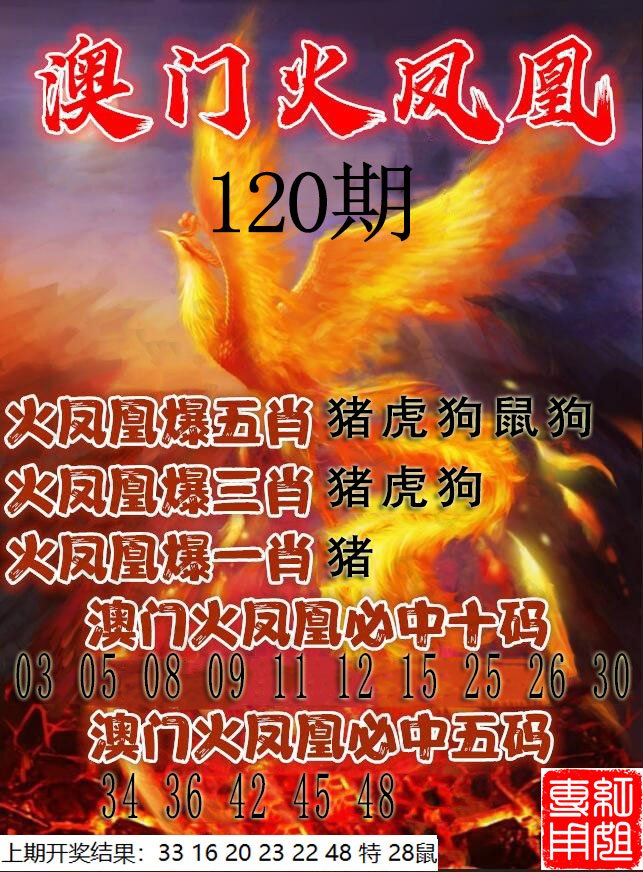 澳门火凤凰
120期
火凤凰爆五肖 猪虎狗鼠狗
火凤凰爆三肖 猪虎狗
火凤凰爆一肖 猪
澳门火凤凰必中十码
03 05 08 09 11 12 15 25 26 30
澳门火凤凰必中五码
34 36 42 45 48
上期开奖结果：33 16 20 23 22 48 特 28鼠
红姐专用